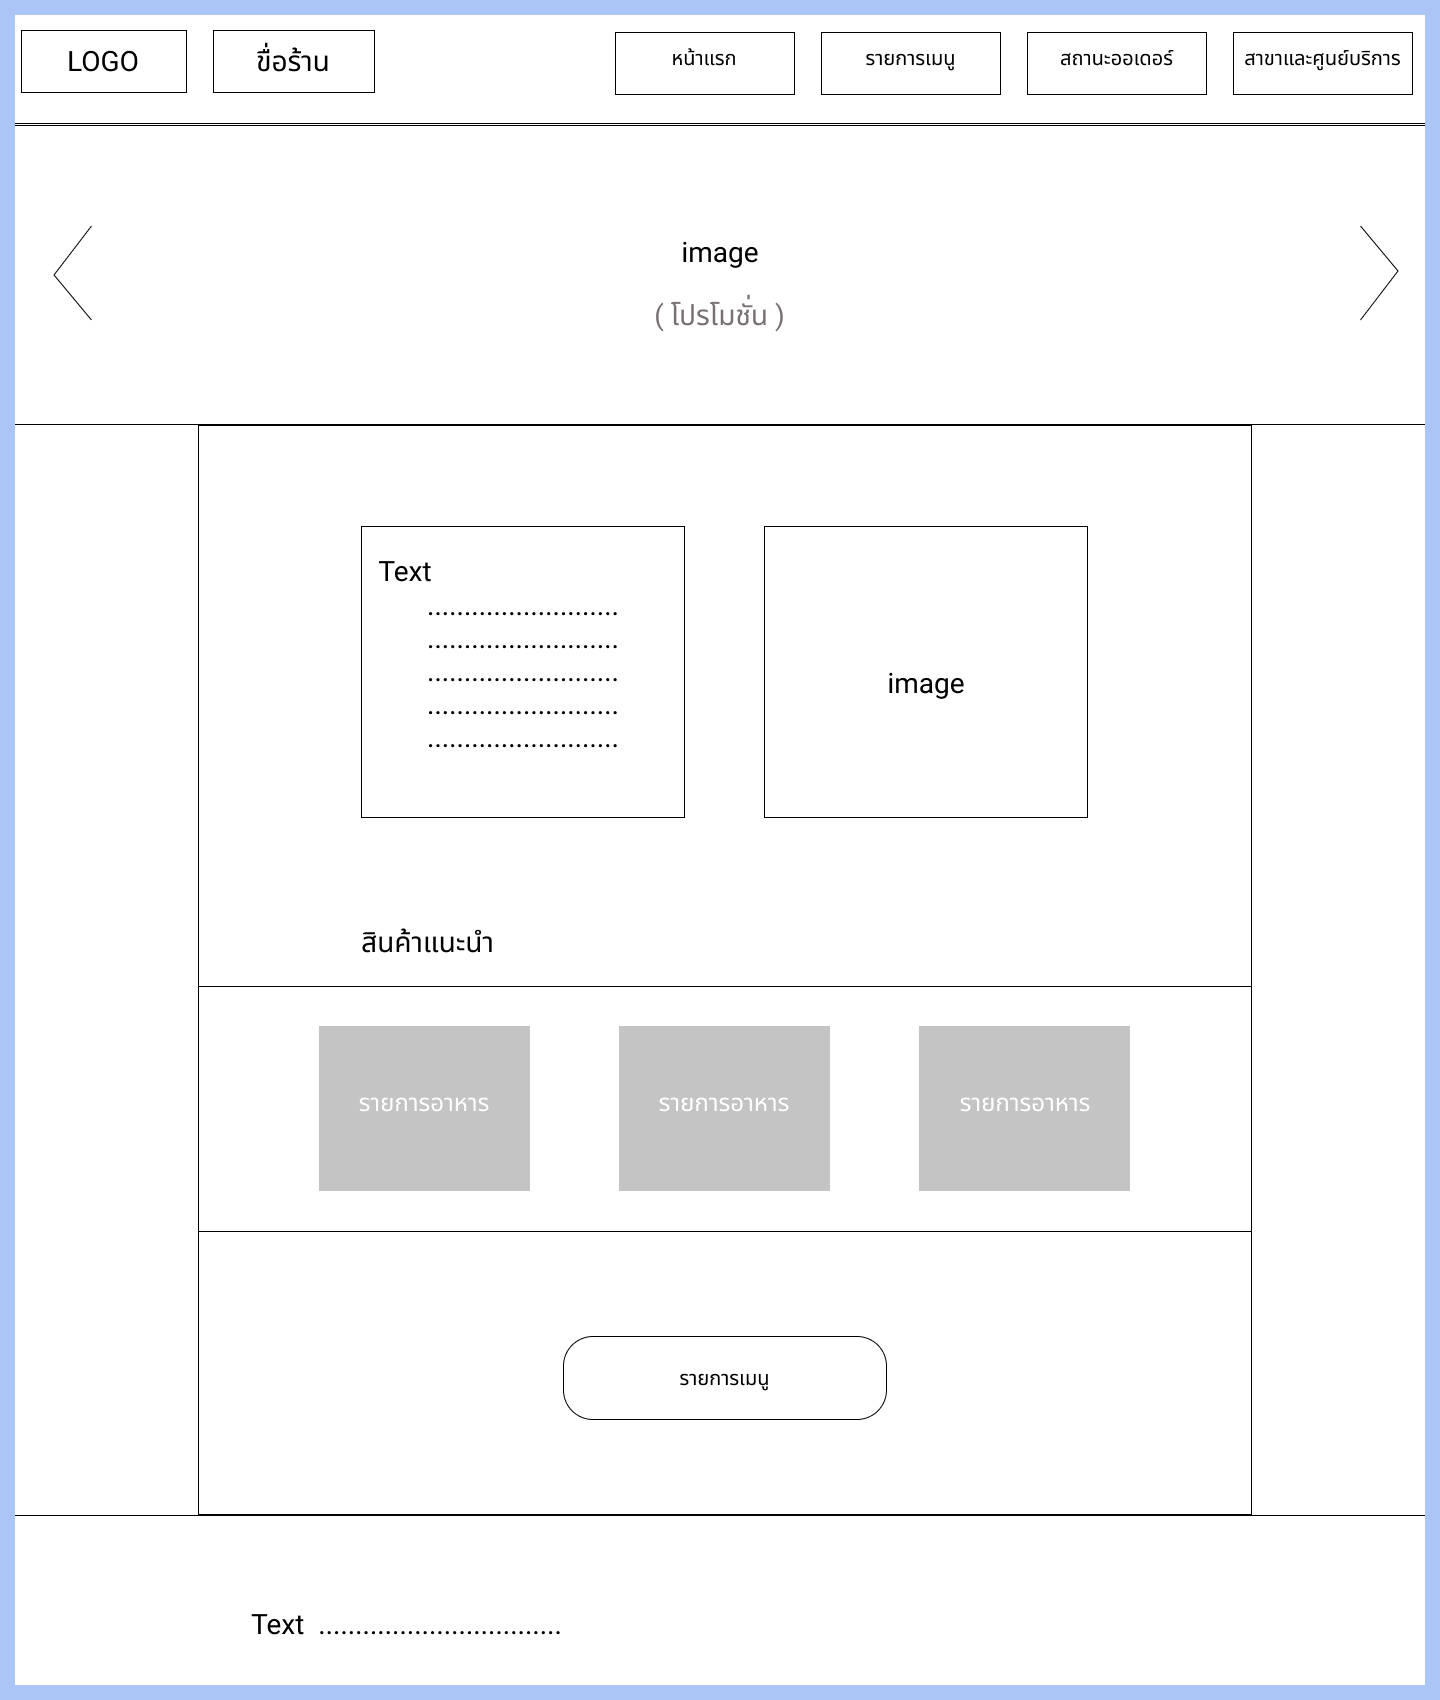 LOGO
ขื่อร้าน
หน้าแรก
รายการเมนู
สถานะออเดอร์
สาขาและศูนย์บริการ
image
( โปรโมชั่น )
Text
..........................
..........................
..........................
..........................
..........................
image
สินค้าแนะนำ
รายการอาหาร
รายการอาหาร
รายการอาหาร
รายการเมนู
Text .................................